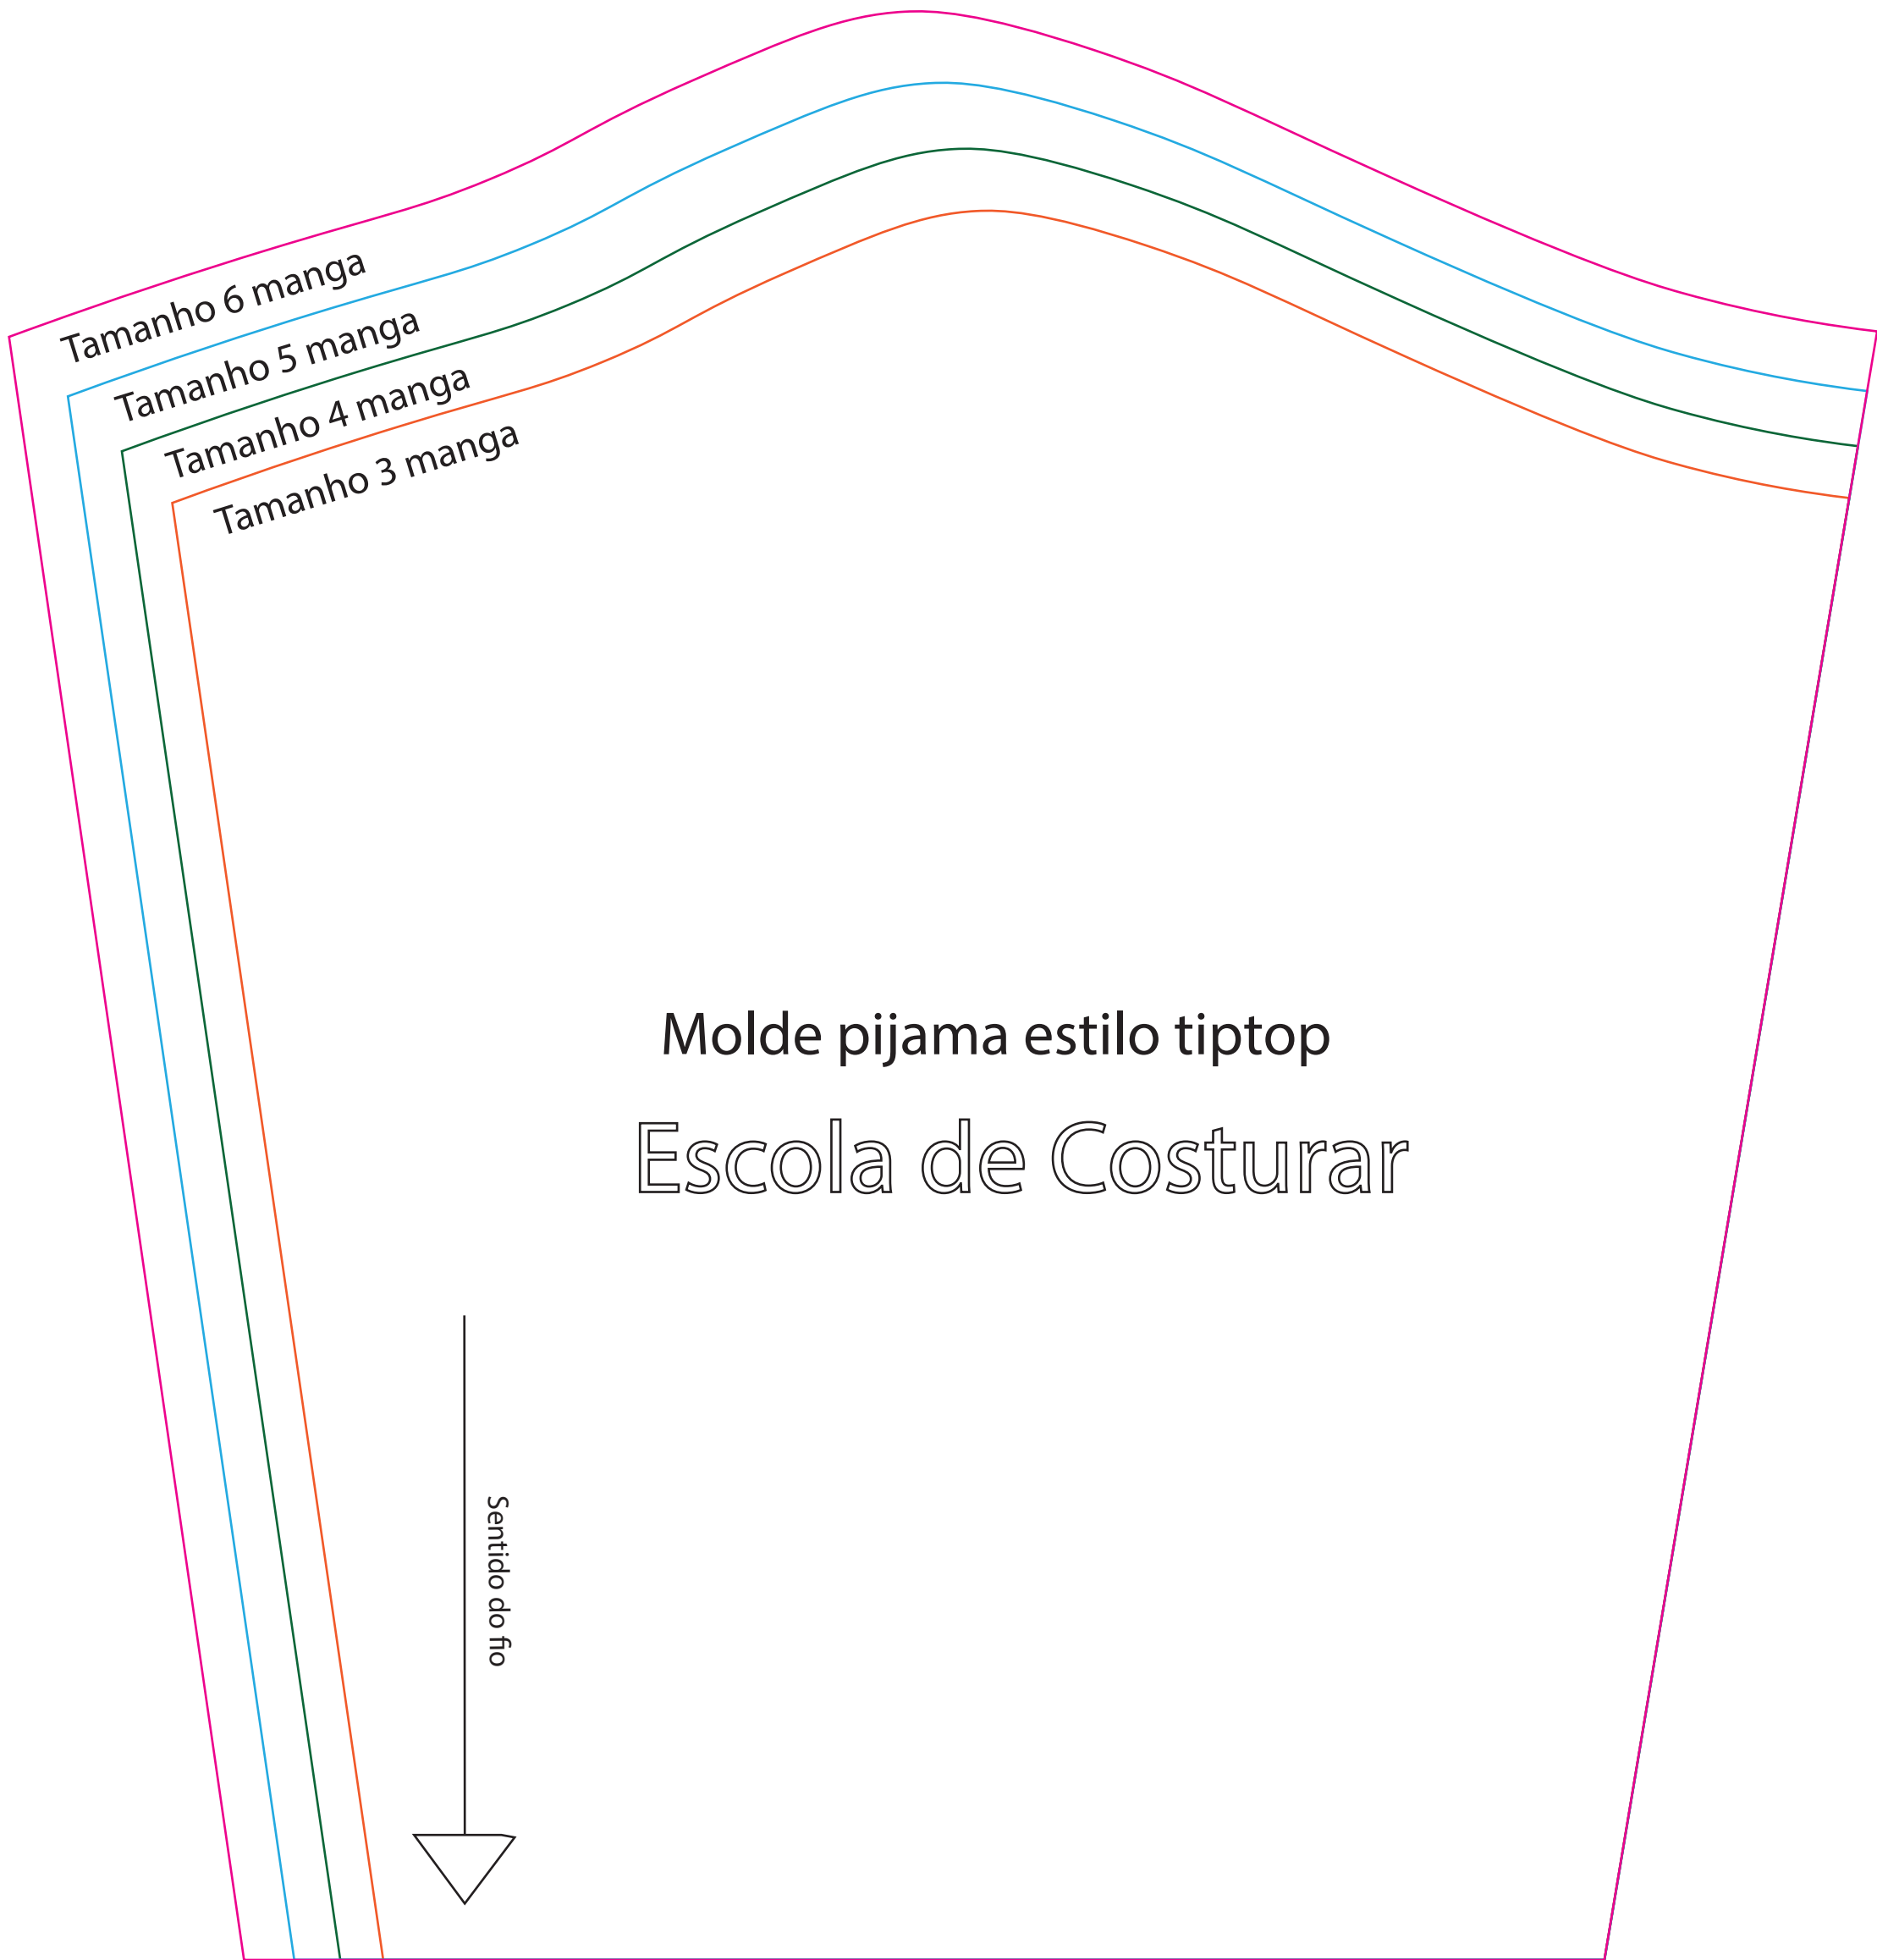 Tamanho 6 manga
Tamanho 5 manga
Tamanho 4 manga
Tamanho 3 manga
Molde pijama estilo tiptop
Escola de Costurar
Sentido do fio